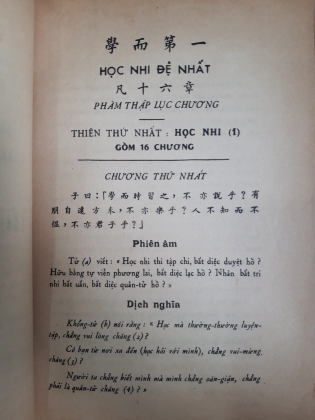 學而第一
HỌC NHI ĐỆ NHẤT
凡十六章
PHÀM THẬP LỤC CHƯƠNG
THIÊN THỨ NHẤT : HỌC NHI (1)
GỒM 16 CHƯƠNG
CHƯƠNG THỨ NHẤT
子曰：「學而時習之，不亦說乎？有
朋自遠方來，不亦樂乎？人不知而不
慍，不亦君子乎？」
Phiên âm
Tử (a) viết : « Học nhi thì tập chi, bất diệc duyệt hồ ?
Hữu bằng tự viễn phương lai, bất diệc lạc hồ ? Nhân bất tri
nhi bất uấn, bất diệc quân-tử hồ ? »
Dịch nghĩa
Khổng-tử (b) nói rằng : « Học mà thường-thường luyện-
tập, chẳng vui lòng chăng (2) ?
Có bạn từ nơi xa đến (học hỏi với mình), chẳng vui-mừng
chăng (3) ?
Người ta chẳng biết mình mà mình chẳng oán-giận, chẳng
phải là quân-tử chăng (4) ? »